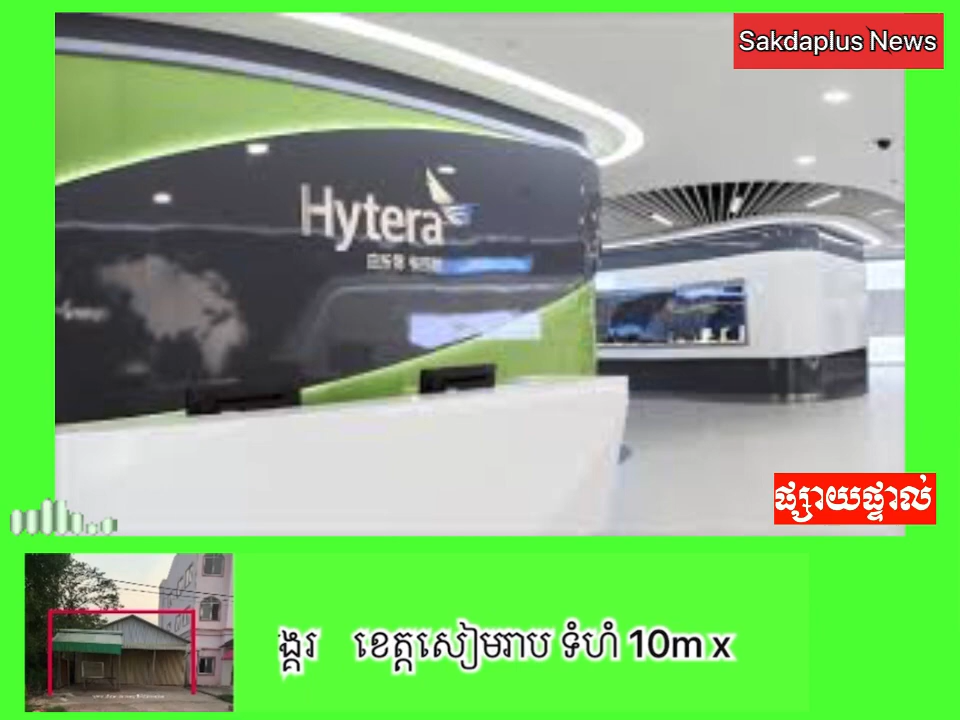 Sakdaplus News
Hytera
ផ្សាយផ្ទាល់
ង្គរ ខេត្តសៀមរាប ទំហំ 10m x